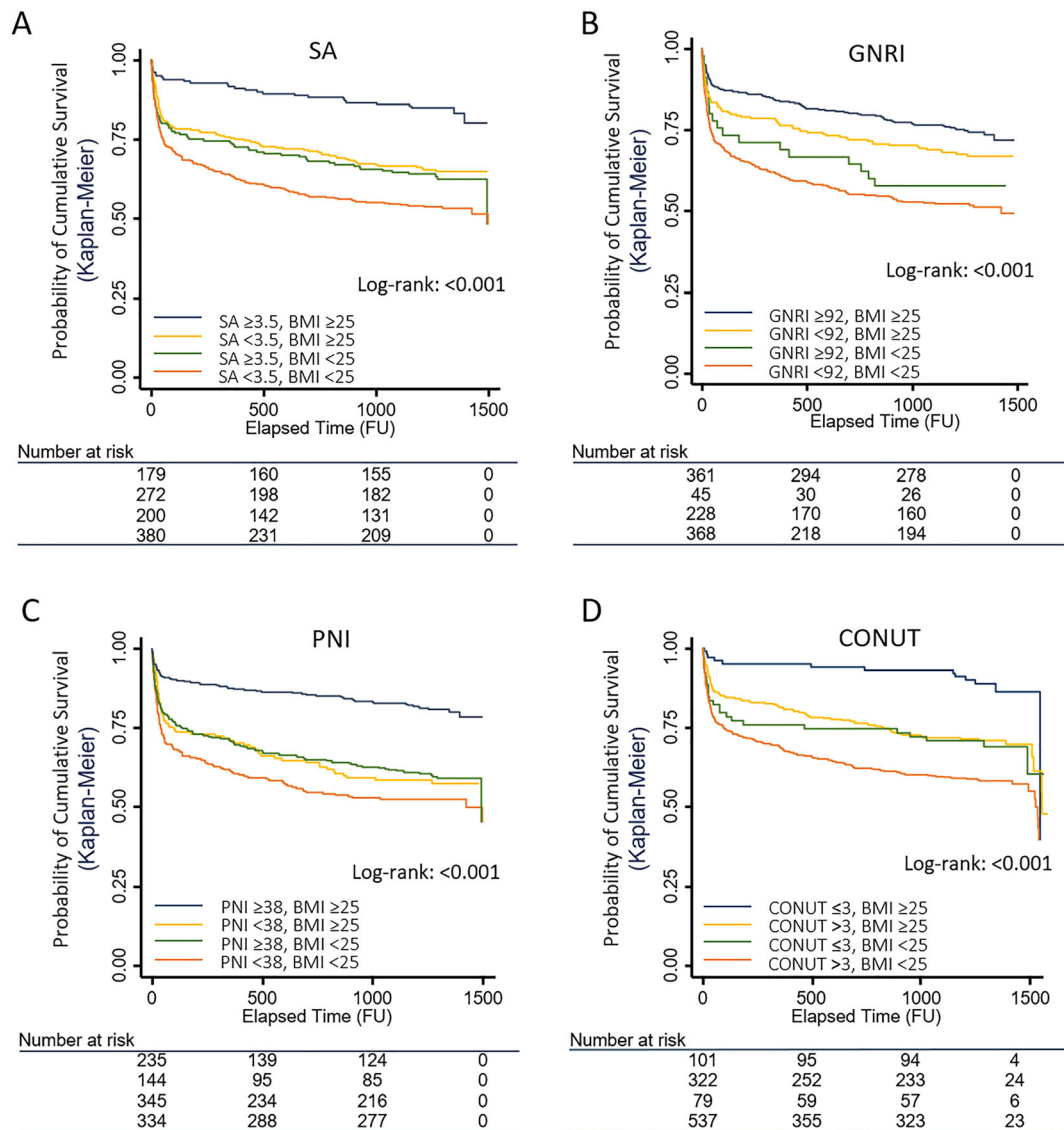 A
SA
Probability of Cumulative Survival
(Kaplan-Meier)
1.00
0.75
0.50
0.25
0.00
Log-rank: <0.001
SA ≥3.5, BMI ≥25
SA <3.5, BMI ≥25
SA ≥3.5, BMI <25
SA <3.5, BMI <25
0 500 1000 1500
Elapsed Time (FU)
Number at risk
179 160 155 0
272 198 182 0
200 142 131 0
380 231 209 0
B
GNRI
Probability of Cumulative Survival
(Kaplan-Meier)
1.00
0.75
0.50
0.25
0.00
Log-rank: <0.001
GNRI ≥92, BMI ≥25
GNRI <92, BMI ≥25
GNRI ≥92, BMI <25
GNRI <92, BMI <25
0 500 1000 1500
Elapsed Time (FU)
Number at risk
361 294 278 0
45 30 26 0
228 170 160 0
368 218 194 0
C
PNI
Probability of Cumulative Survival
(Kaplan-Meier)
1.00
0.75
0.50
0.25
0.00
Log-rank: <0.001
PNI ≥38, BMI ≥25
PNI <38, BMI ≥25
PNI ≥38, BMI <25
PNI <38, BMI <25
0 500 1000 1500
Elapsed Time (FU)
Number at risk
235 139 124 0
144 95 85 0
345 234 216 0
334 288 277 0
D
CONUT
Probability of Cumulative Survival
(Kaplan-Meier)
1.00
0.75
0.50
0.25
0.00
Log-rank: <0.001
CONUT ≤3, BMI ≥25
CONUT >3, BMI ≥25
CONUT ≤3, BMI <25
CONUT >3, BMI <25
0 500 1000 1500
Elapsed Time (FU)
Number at risk
101 95 94 4
322 252 233 24
79 59 57 6
537 355 323 23